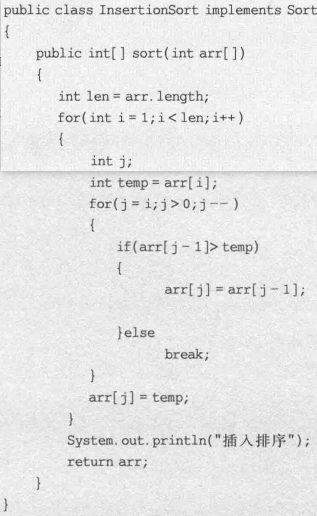 public class InsertionSort implements Sort
{
public int[] sort(int arr[])
{
int len = arr.length;
for(int i = 1;i < len;i++)
{
int j;
int temp = arr[i];
for(j = i;j > 0;j--)
{
if(arr[j-1]> temp)
{
arr[j] = arr[j-1];
}else
break;
}
arr[j] = temp;
}
System.out.println("插入排序");
return arr;
}
}